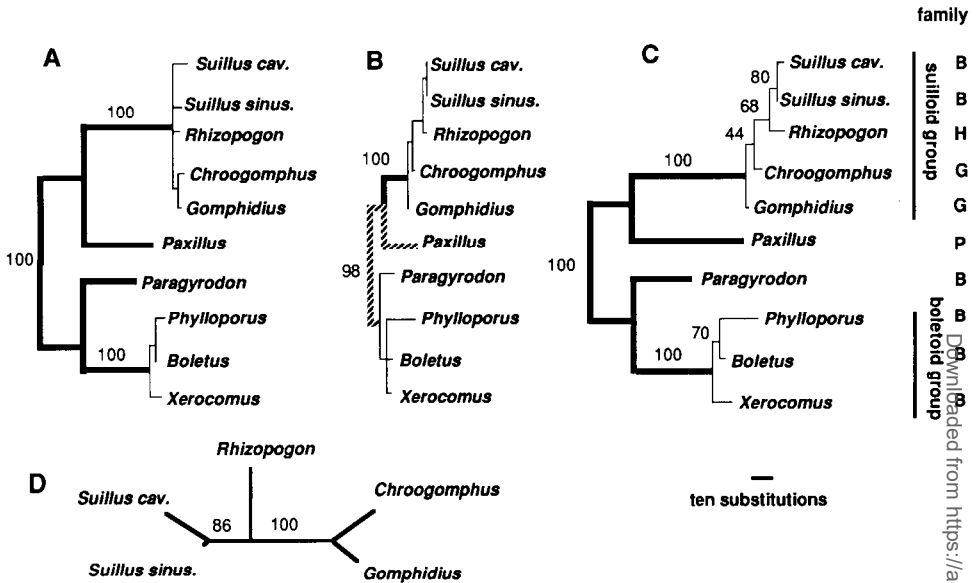 family
A
Suillus cav.
Suillus sinus.
Rhizopogon
Chroogomphus
Gomphidius
Paxillus
Paragyrodon
Phylloporus
Boletus
Xerocomus
100
100
100
B
Suillus cav.
Suillus sinus.
Rhizopogon
Chroogomphus
Gomphidius
Paxillus
Paragyrodon
Phylloporus
Boletus
Xerocomus
100
98
C
Suillus cav.
Suillus sinus.
Rhizopogon
Chroogomphus
Gomphidius
Paxillus
Paragyrodon
Phylloporus
Boletus
Xerocomus
80
68
44
100
100
70
100
suilloid group
boletoid group
B
B
H
G
G
P
B
B
B
B
D
Rhizopogon
Suillus cav.
Chroogomphus
86 100
Suillus sinus.
Gomphidius
ten substitutions
Downloaded from https://a